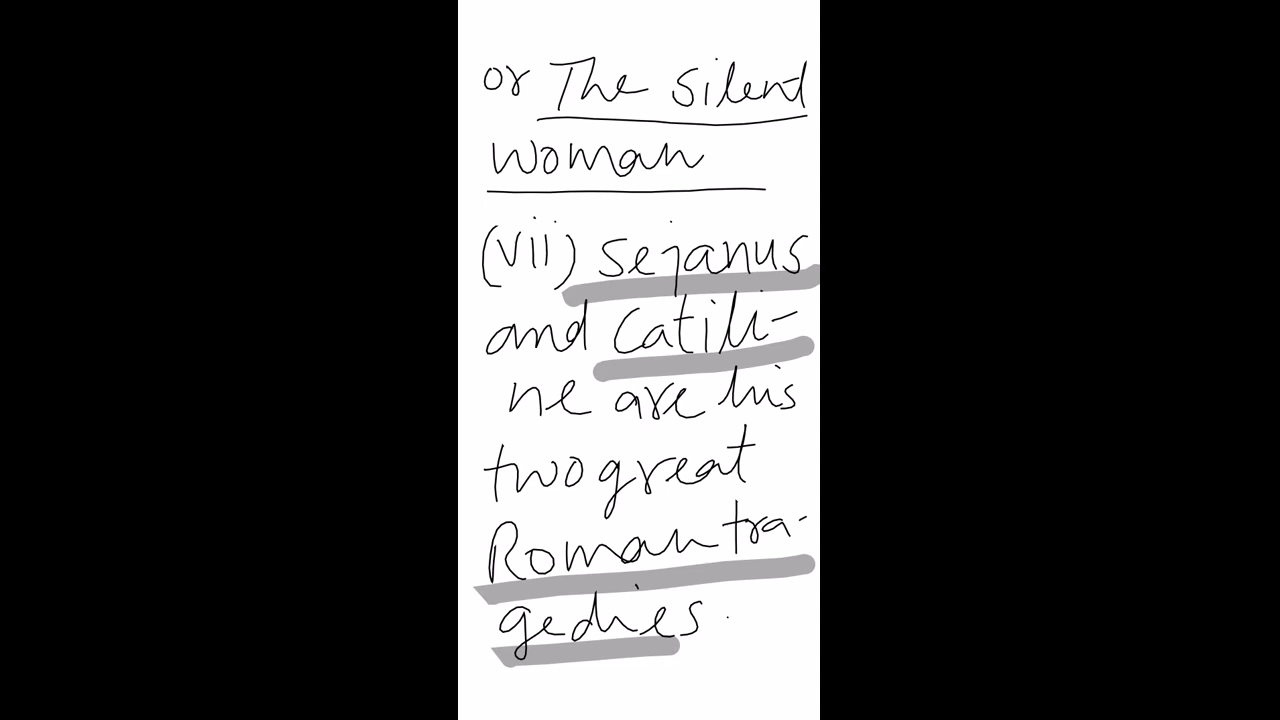 or The Silent
Woman
(vii) Sejanus
and Catili-
ne are his
two great
Roman tra-
gedies.